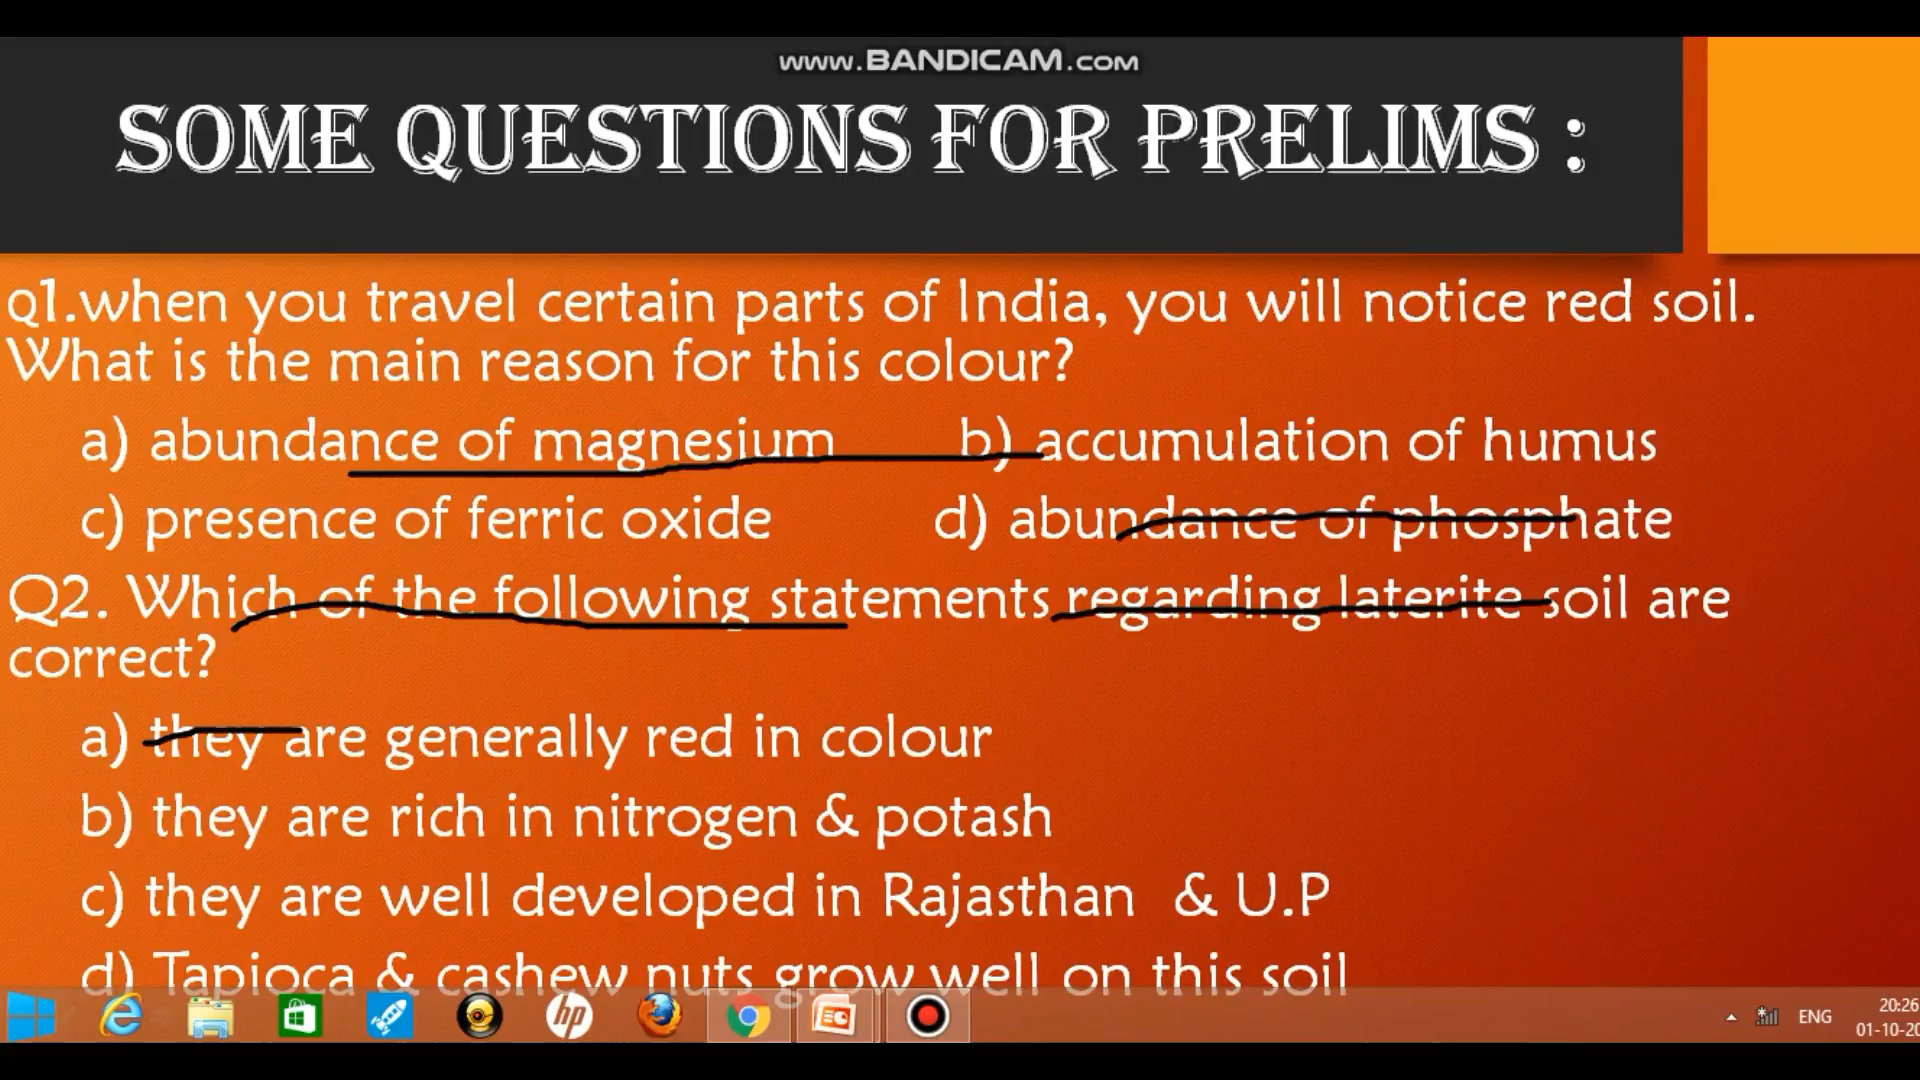 www.BANDICAM.com
SOME QUESTIONS FOR PRELIMS :
Q1.when you travel certain parts of India, you will notice red soil.
What is the main reason for this colour?
a) abundance of magnesium b) accumulation of humus
c) presence of ferric oxide d) abundance of phosphate
Q2. Which of the following statements regarding laterite soil are
correct?
a) they are generally red in colour
b) they are rich in nitrogen & potash
c) they are well developed in Rajasthan & U.P
d) Tapioca & cashew nuts grow well on this soil
hp
ENG
20:26
01-10-20